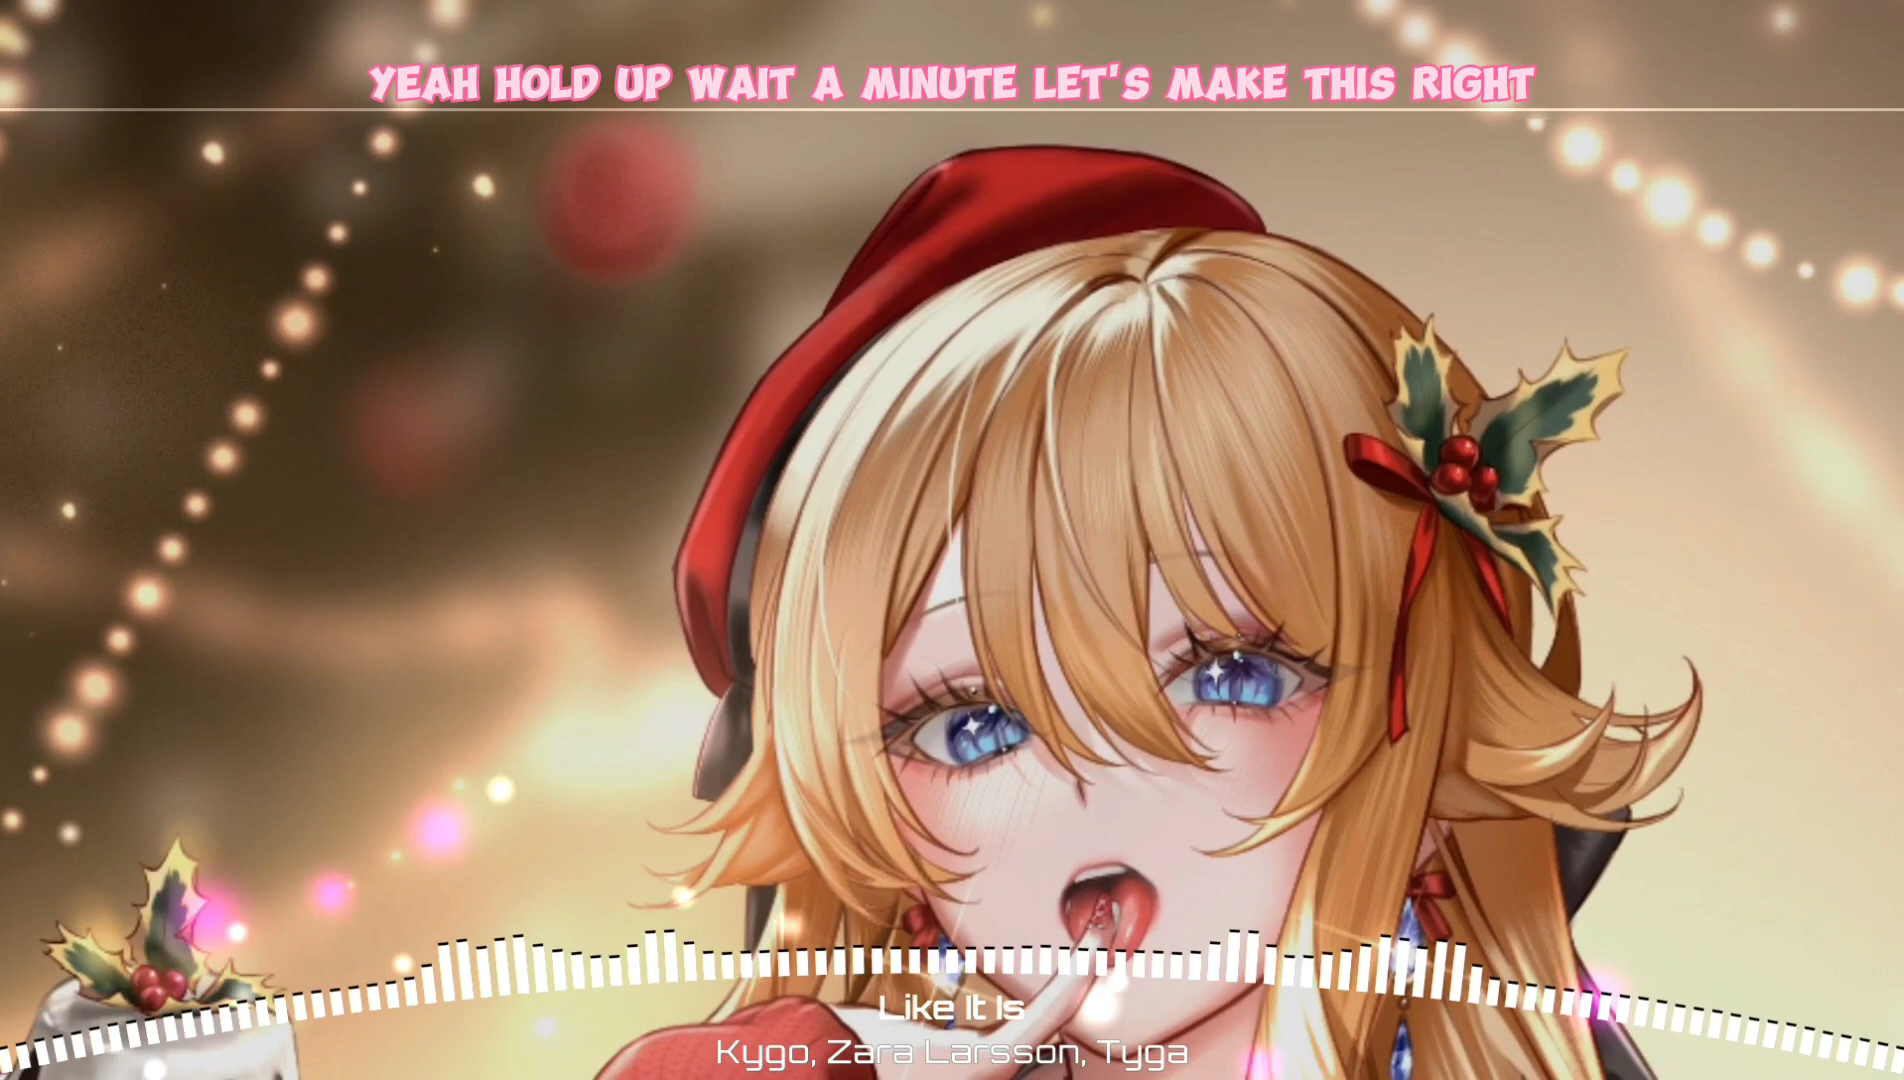 YEAH HOLD UP WAIT A MINUTE LET'S MAKE THIS RIGHT
Like It Is
Kygo, Zara Larsson, Tyga